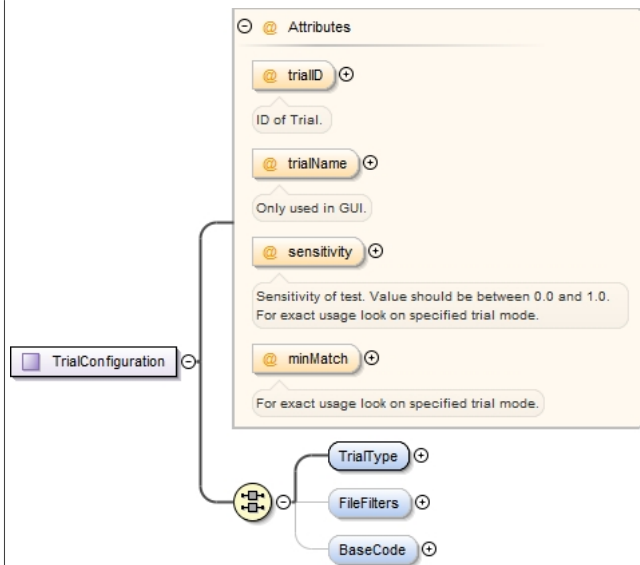 Attributes
@ trialID
ID of Trial.
@ trialName
Only used in GUI.
@ sensitivity
Sensitivity of test. Value should be between 0.0 and 1.0.
For exact usage look on specified trial mode.
TrialConfiguration
@ minMatch
For exact usage look on specified trial mode.
TrialType
FileFilters
BaseCode